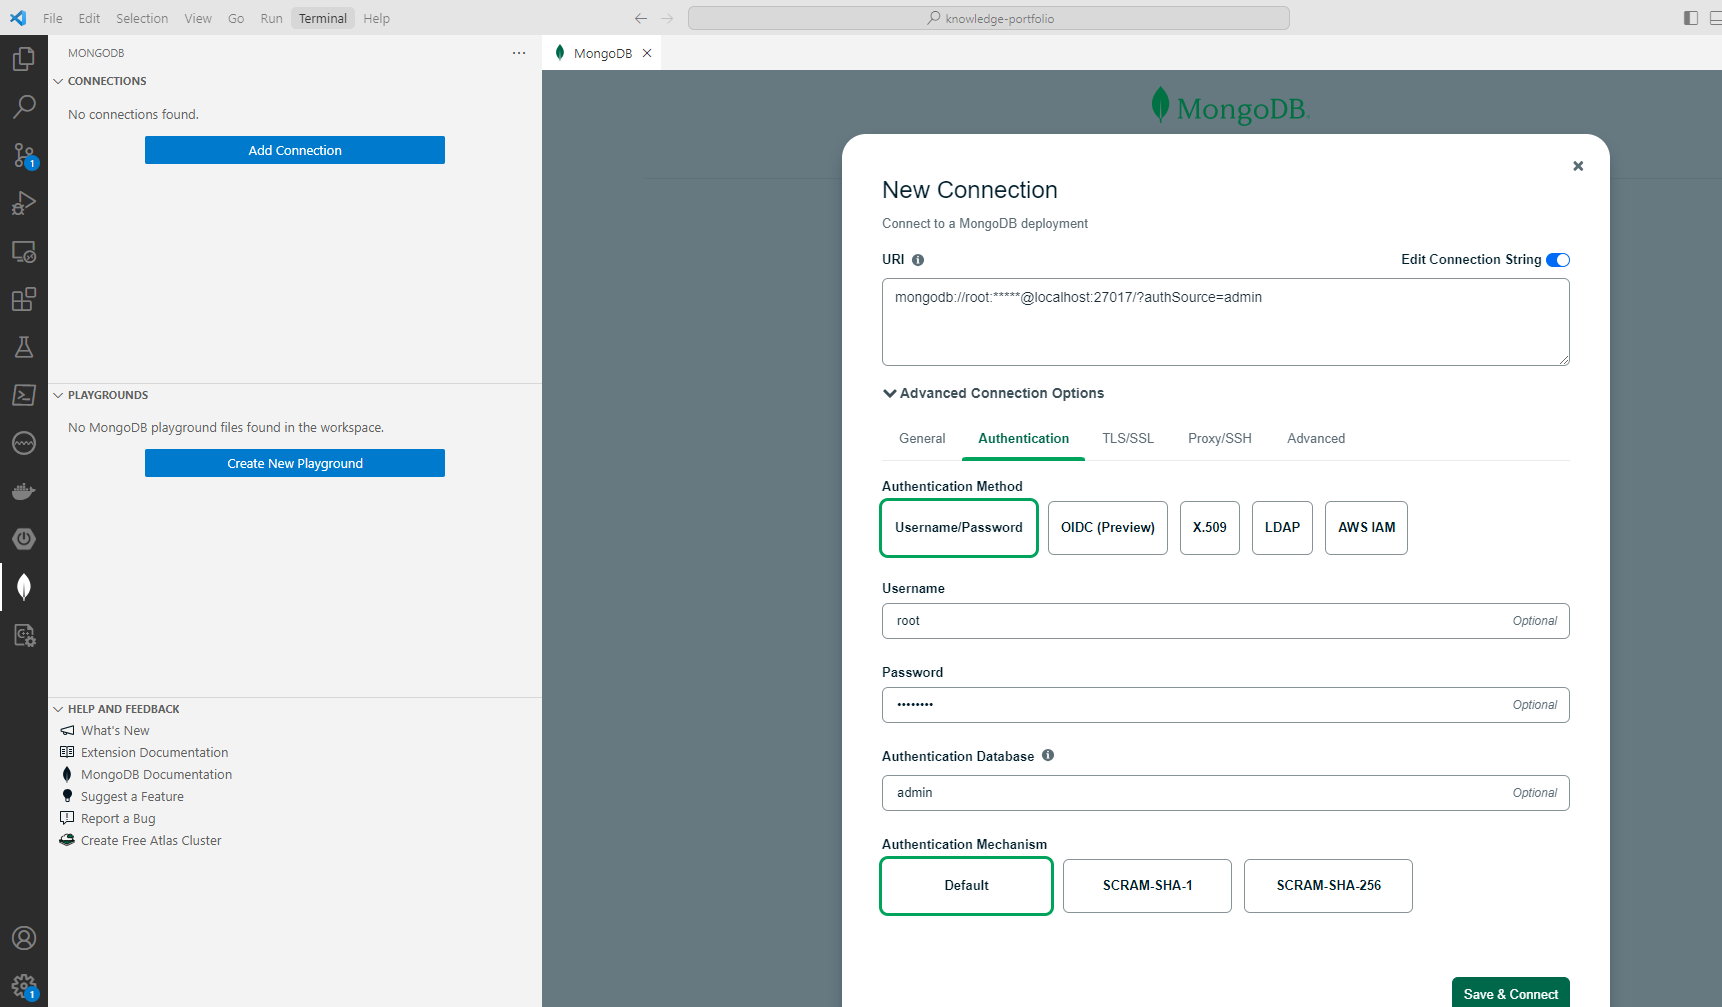 File Edit Selection View Go Run Terminal Help
knowledge-portfolio
MONGODB
MongoDB
CONNECTIONS
No connections found.
Add Connection
PLAYGROUNDS
No MongoDB playground files found in the workspace.
Create New Playground
HELP AND FEEDBACK
What's New
Extension Documentation
MongoDB Documentation
Suggest a Feature
Report a Bug
Create Free Atlas Cluster
1
1
MongoDB.
New Connection
Connect to a MongoDB deployment
URI
Edit Connection String
mongodb://root:*****@localhost:27017/?authSource=admin
Advanced Connection Options
General Authentication TLS/SSL Proxy/SSH Advanced
Authentication Method
Username/Password OIDC (Preview) X.509 LDAP AWS IAM
Username
root Optional
Password
•••••••• Optional
Authentication Database
admin Optional
Authentication Mechanism
Default SCRAM-SHA-1 SCRAM-SHA-256
Save & Connect